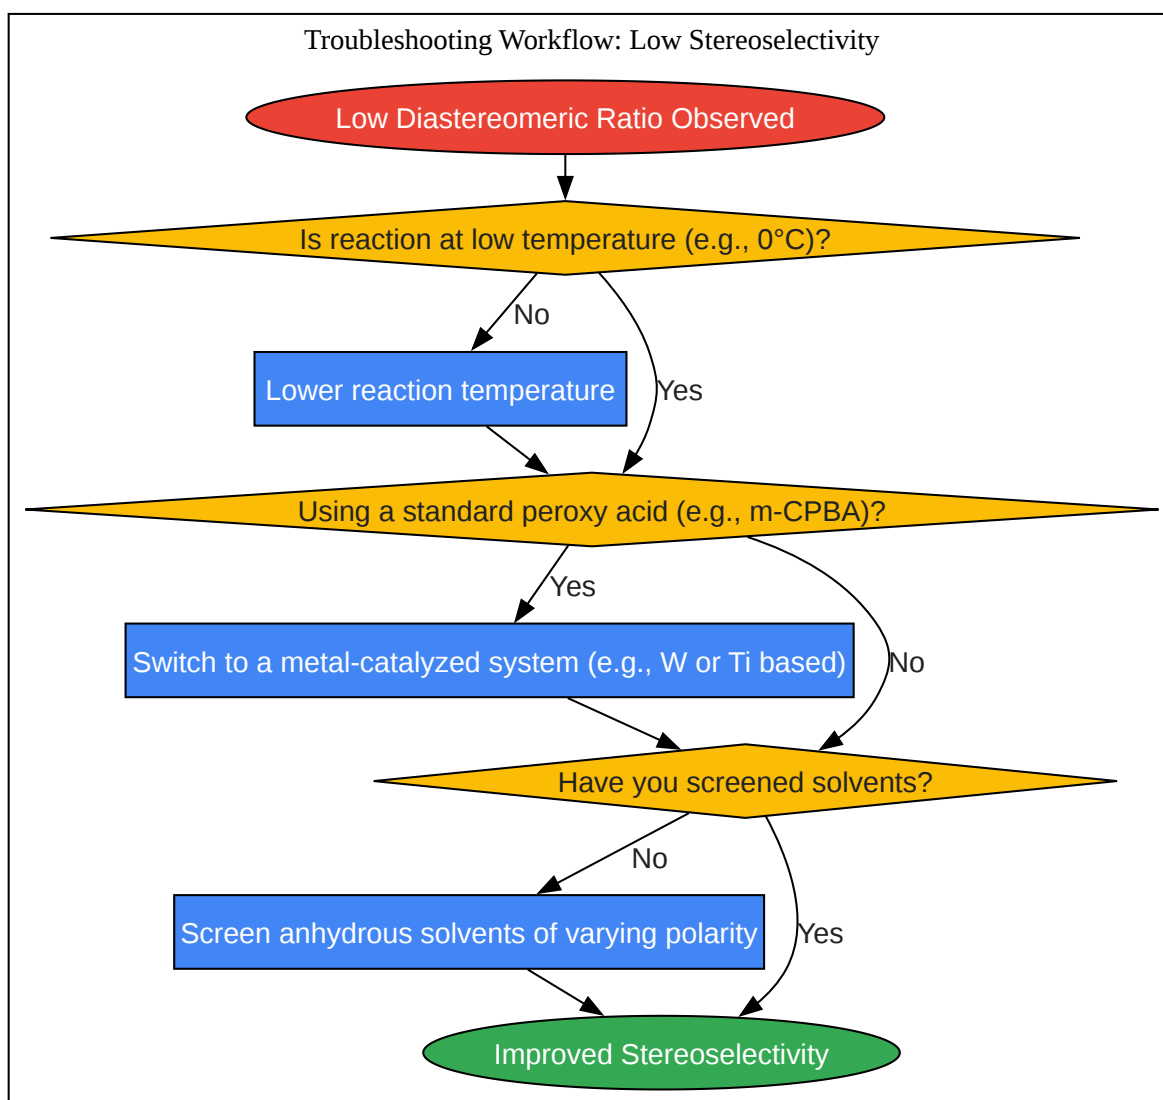 Troubleshooting Workflow: Low Stereoselectivity
Low Diastereomeric Ratio Observed
Is reaction at low temperature (e.g., 0°C)?
No
Lower reaction temperature
Yes
Using a standard peroxy acid (e.g., m-CPBA)?
Yes
Switch to a metal-catalyzed system (e.g., W or Ti based)
No
Have you screened solvents?
No
Screen anhydrous solvents of varying polarity
Yes
Improved Stereoselectivity